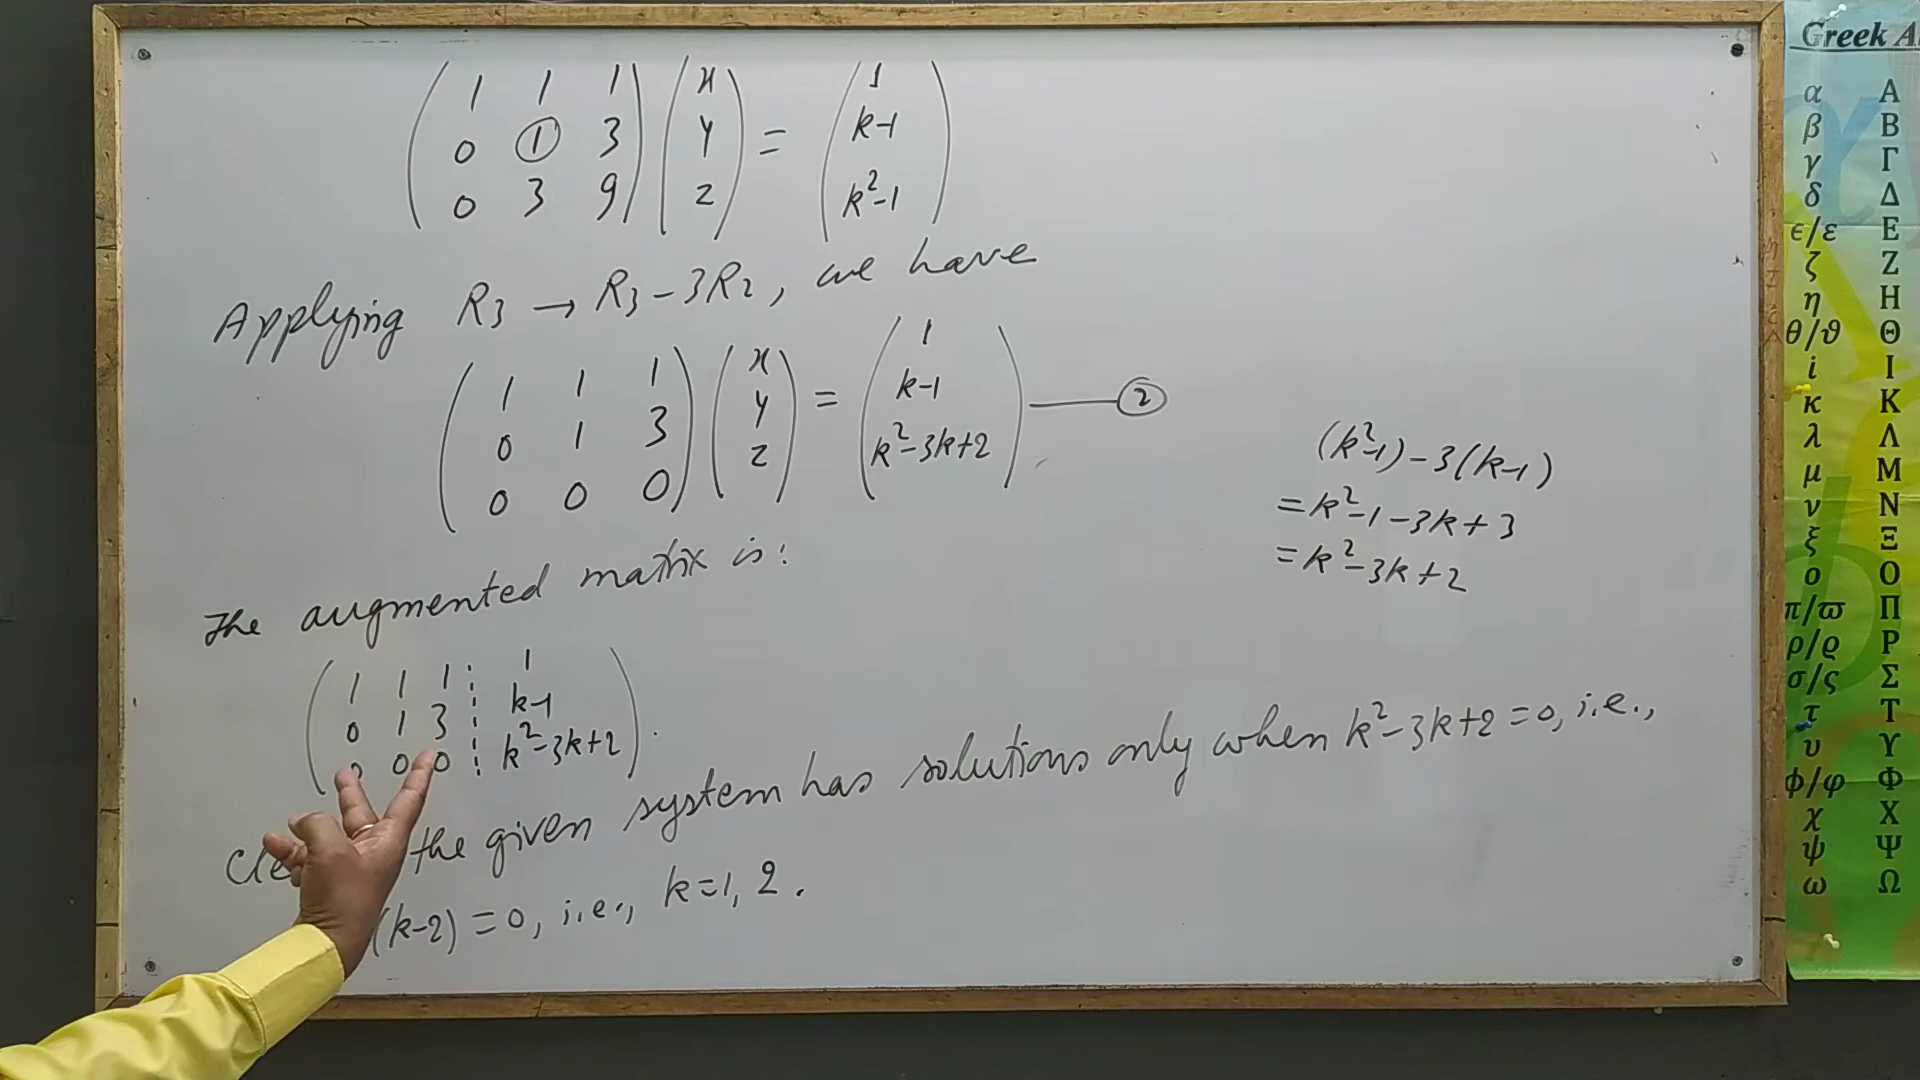 1 1 1 x 1
0 1 3 y = k-1
0 3 9 z k²-1
Applying R3 → R3-3R2, we have
1 1 1 x 1
0 1 3 y = k-1 ② 
0 0 0 z k²-3k+2
(k²-1)-3(k-1)
= k²-1-3k+3
= k²-3k+2
The augmented matrix is:
1 1 1 ⋮ 1
0 1 3 ⋮ k-1
0 0 0 ⋮ k²-3k+2 .
the given system has solutions only when k²-3k+2=0, i.e.,
(k-2) = 0, i.e., k=1, 2.
Greek A
α Α
β Β
γ Γ
δ Δ
ϵ/ε Ε
ζ Ζ
η Η
θ/ϑ Θ
i Ι
κ Κ
λ Λ
μ Μ
ν Ν
ξ Ξ
ο Ο
π/ϖ Π
ρ/ϱ Ρ
σ/ς Σ
τ Τ
υ Υ
ϕ/φ Φ
χ Χ
ψ Ψ
ω Ω